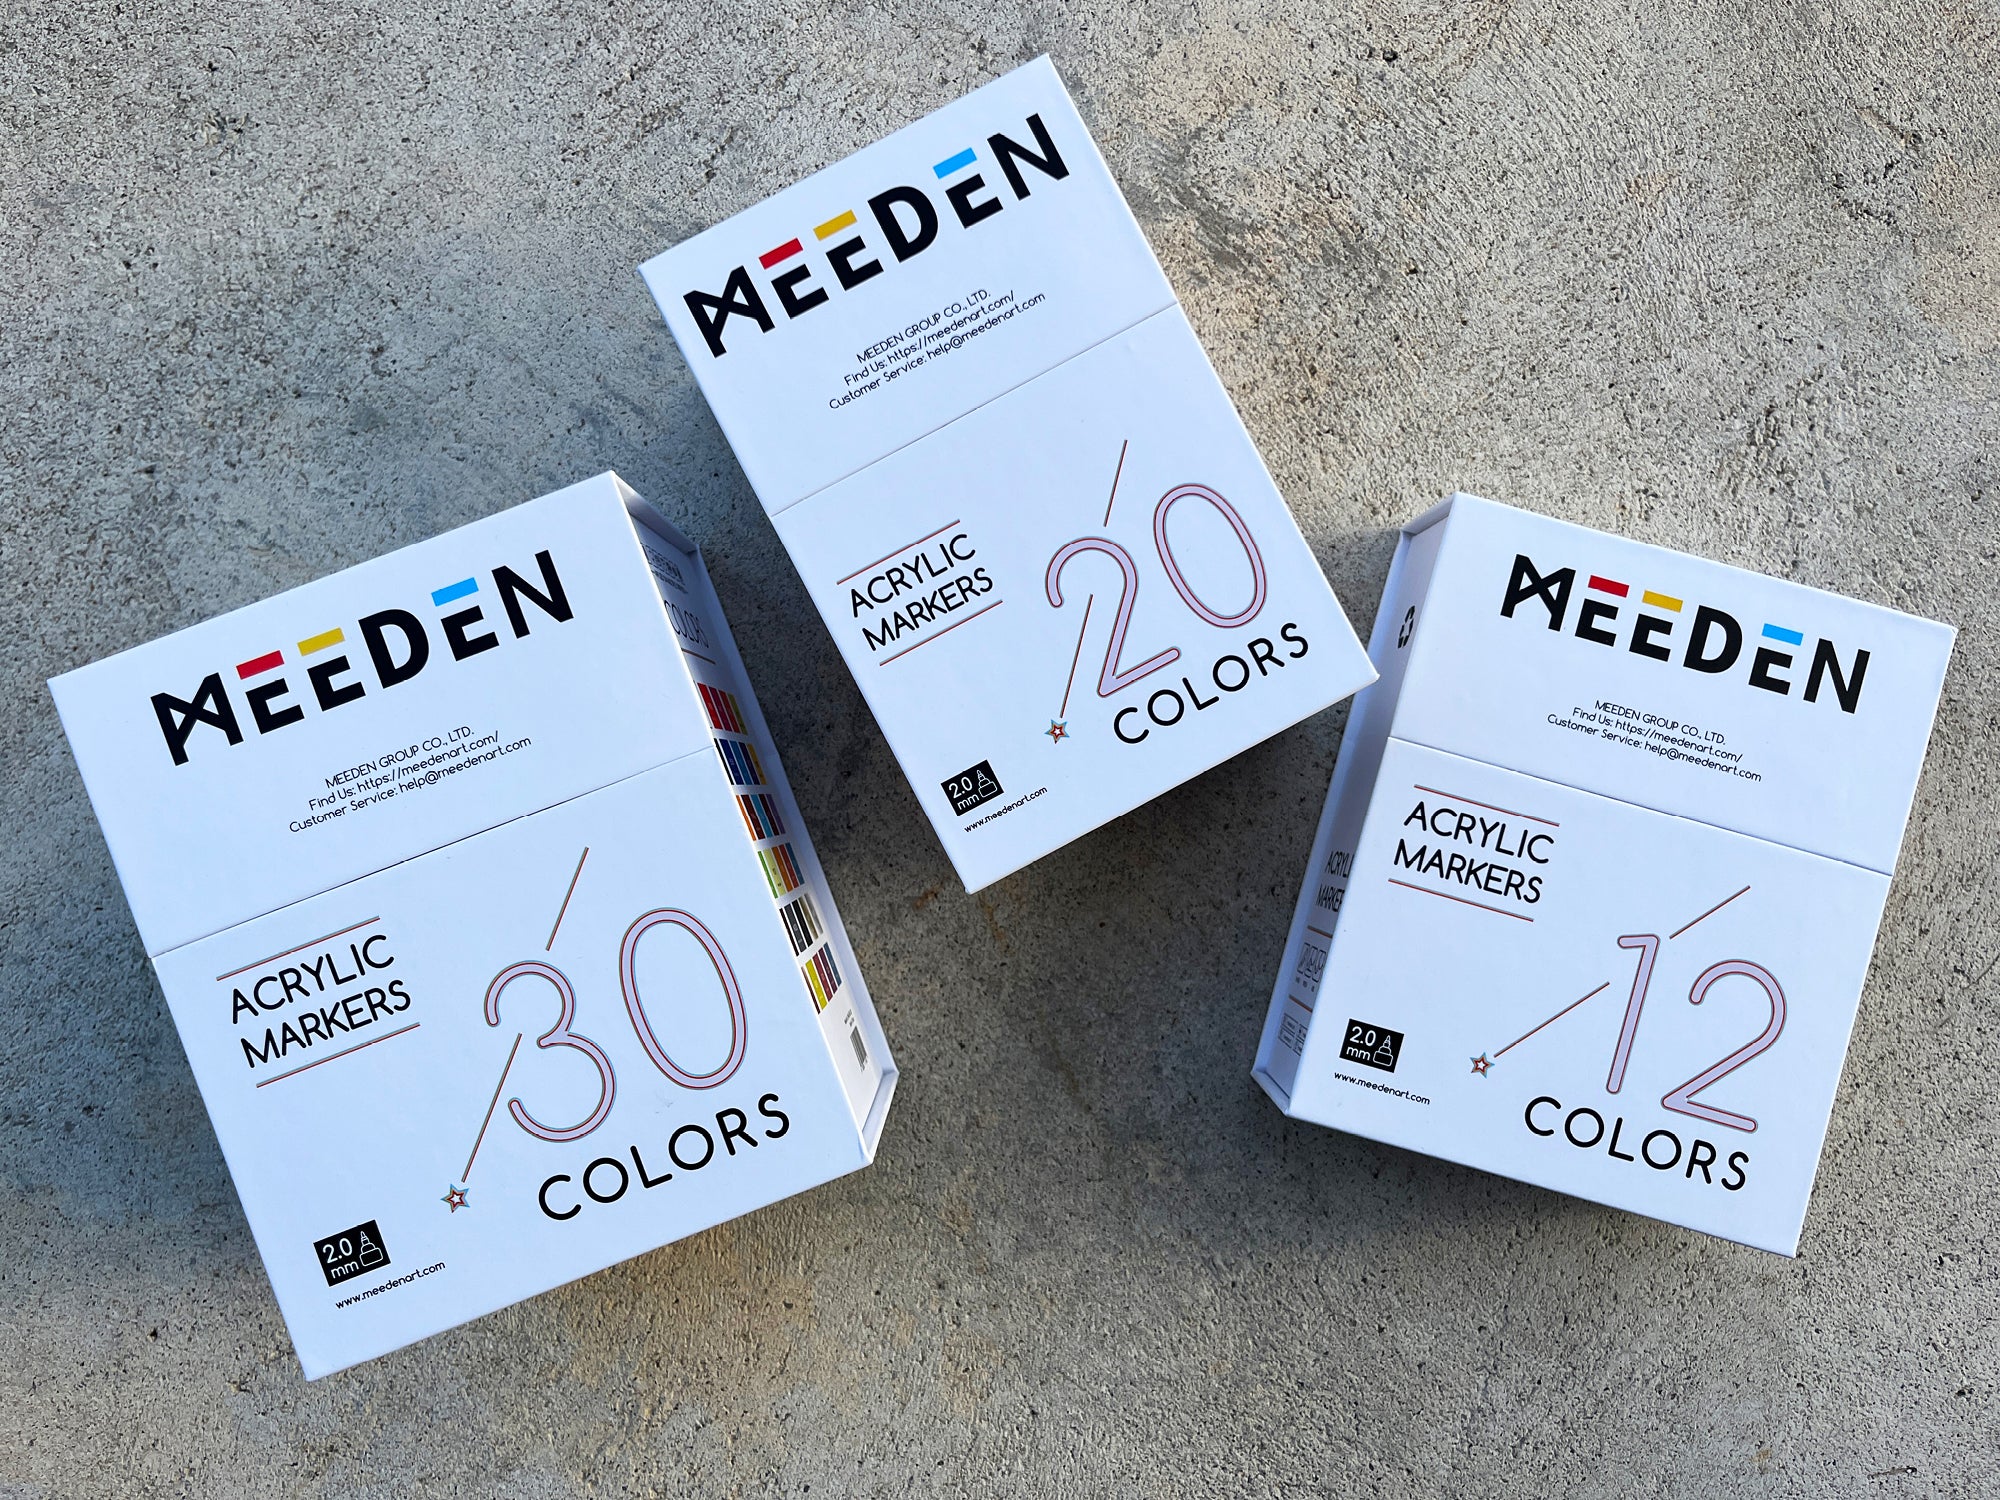 MEEDEN
MEEDEN GROUP CO., LTD.
Find Us: https://meedenart.com/
Customer Service: help@meedenart.com
ACRYLIC
MARKERS
30
COLORS
2.0
mm
www.meedenart.com
COLORS
MEEDEN
MEEDEN GROUP CO., LTD.
Find Us: https://meedenart.com/
Customer Service: help@meedenart.com
ACRYLIC
MARKERS
20
COLORS
2.0
mm
www.meedenart.com
MEEDEN
MEEDEN GROUP CO., LTD.
Find Us: https://meedenart.com/
Customer Service: help@meedenart.com
ACRYLIC
MARKERS
12
COLORS
2.0
mm
www.meedenart.com